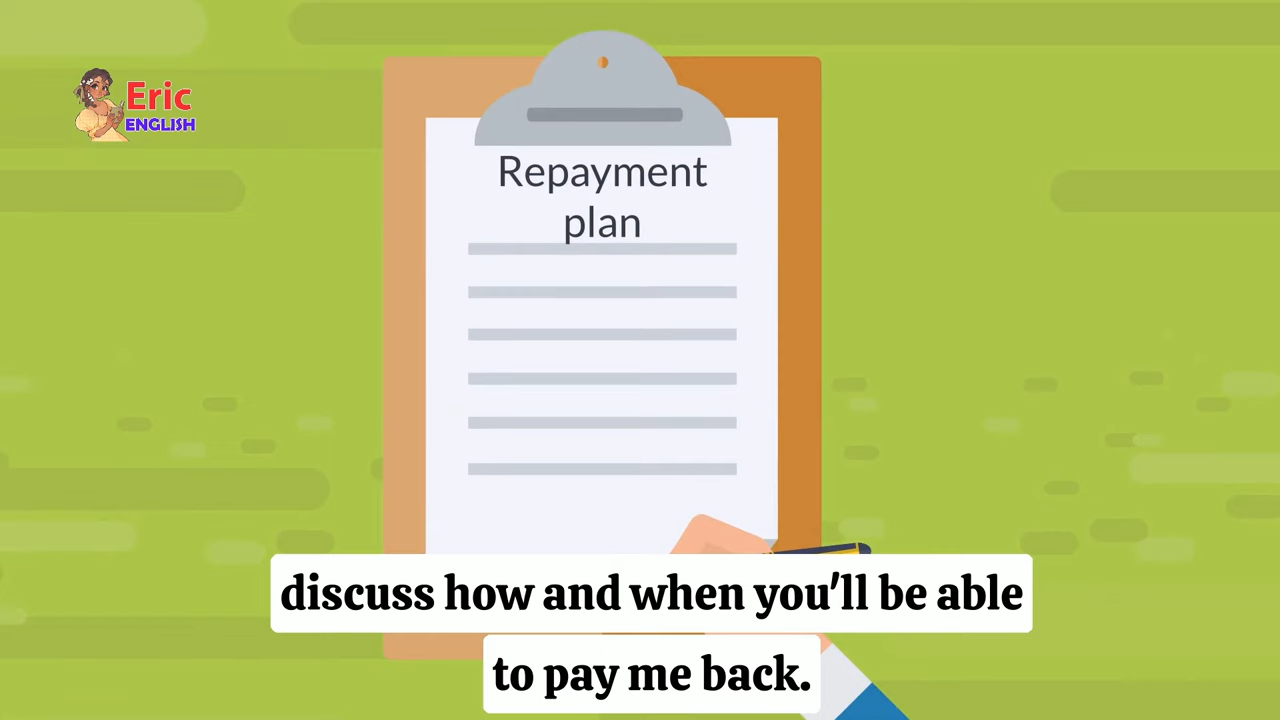 Eric
ENGLISH
Repayment
plan
discuss how and when you'll be able
to pay me back.